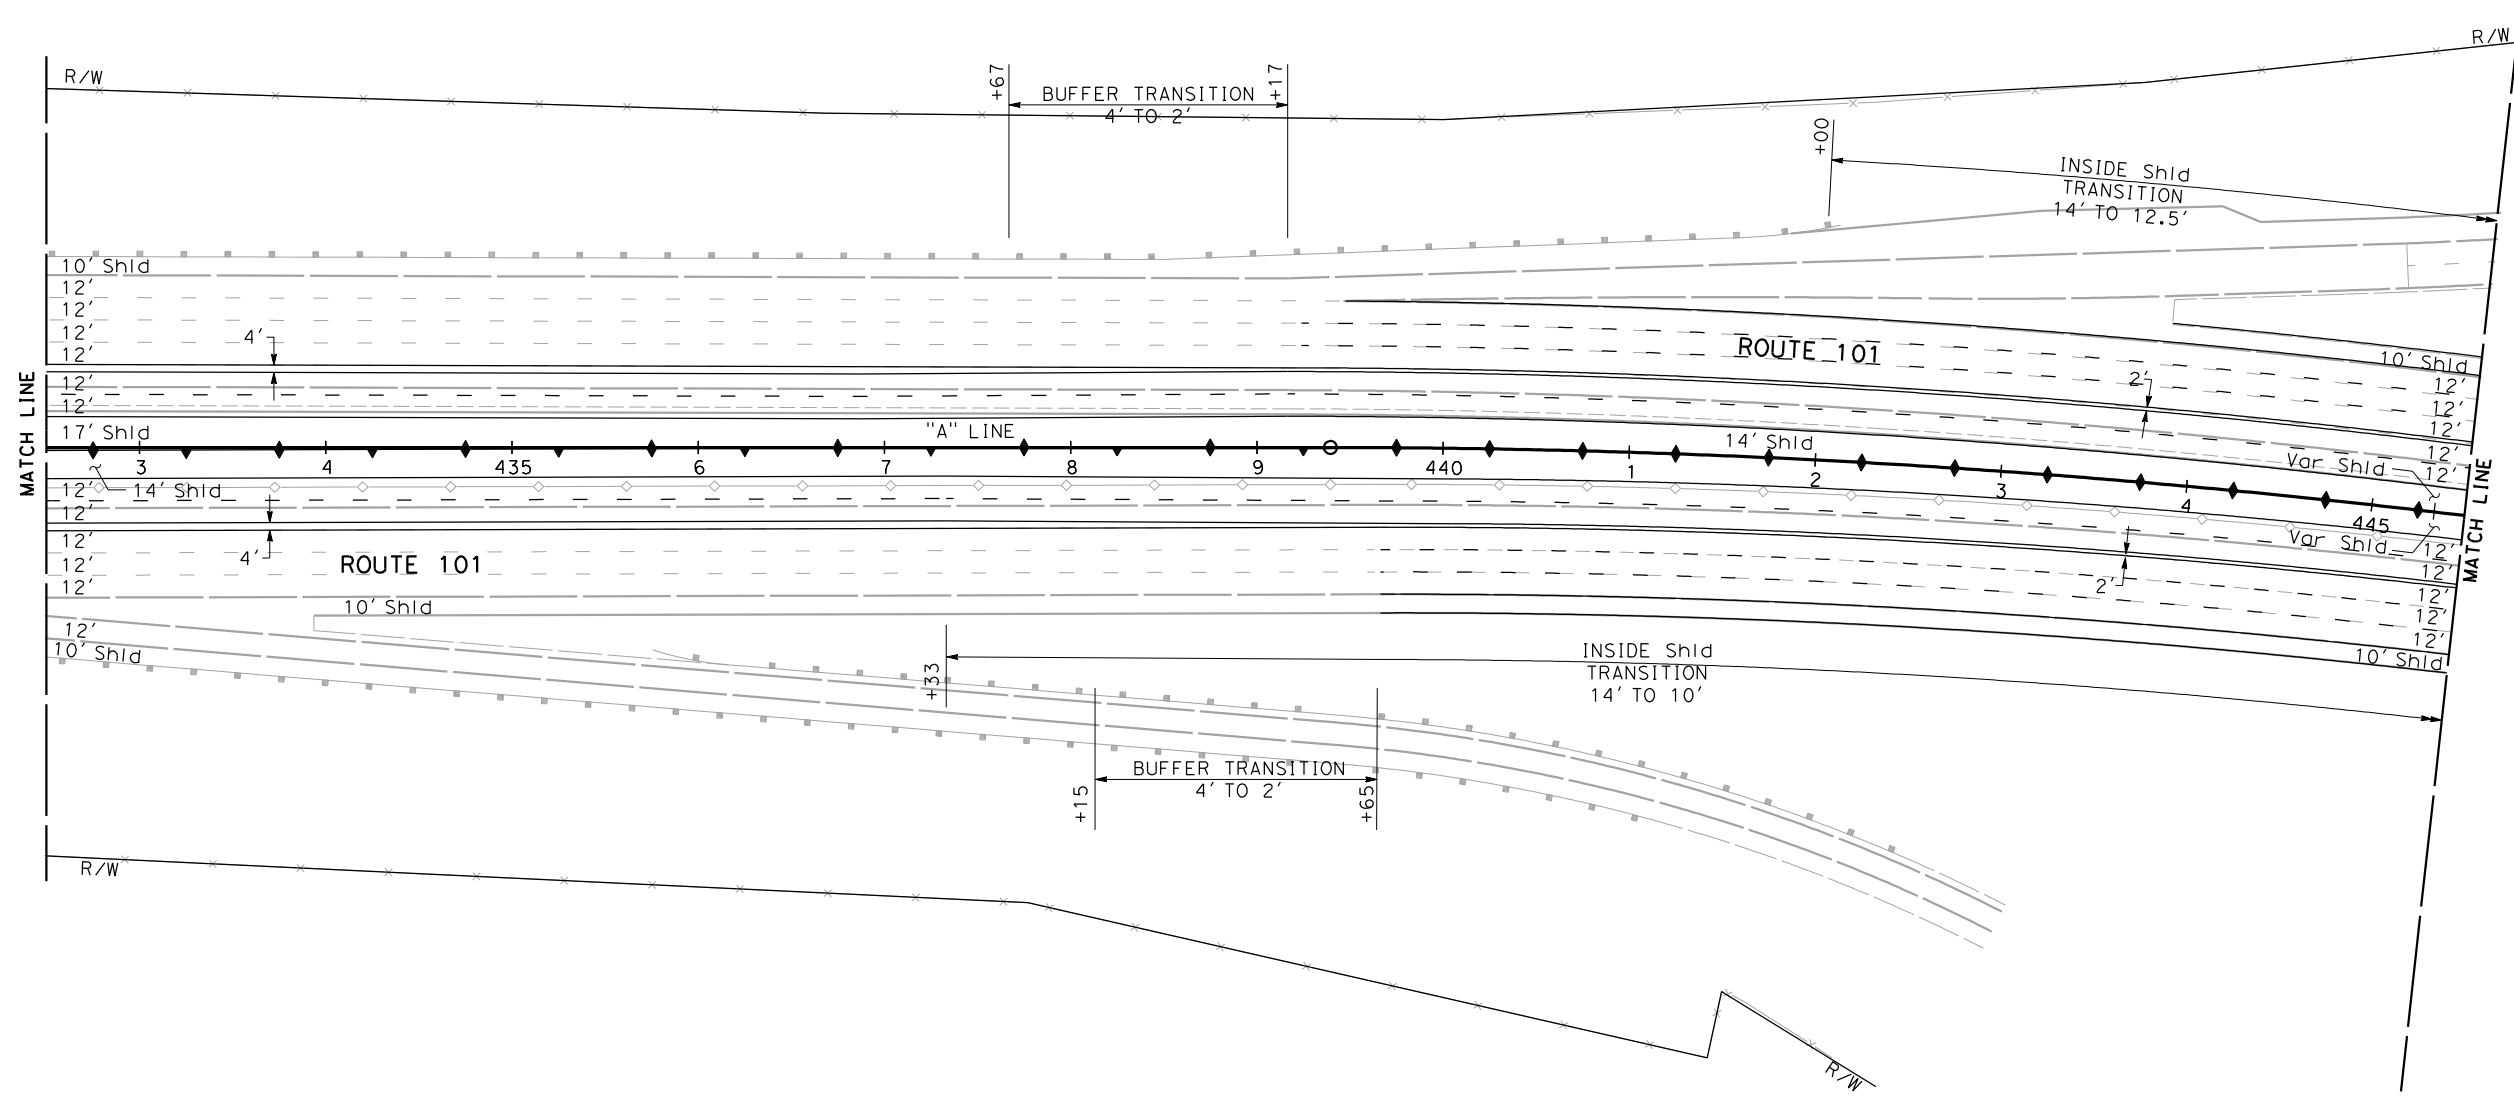 R/W
R/W
+67
BUFFER TRANSITION
4' TO 2'
+17
+00
INSIDE Shld
TRANSITION
14' TO 12.5'
10' Shld
12'
12'
12'
12'
4'
ROUTE 101
10' Shld
2'
12'
12'
12'
12'
12'
MATCH LINE
12'
12'
17' Shld
"A" LINE
14' Shld
Var Shld
3
4
435
6
7
8
9
440
1
2
3
4
445
MATCH LINE
14' Shld
12'
12'
4'
Var Shld
12'
12'
12'
12'
12'
ROUTE 101
12'
12'
12'
2'
10' Shld
10' Shld
12'
10' Shld
+33
INSIDE Shld
TRANSITION
14' TO 10'
+15
BUFFER TRANSITION
4' TO 2'
+65
R/W
R/W